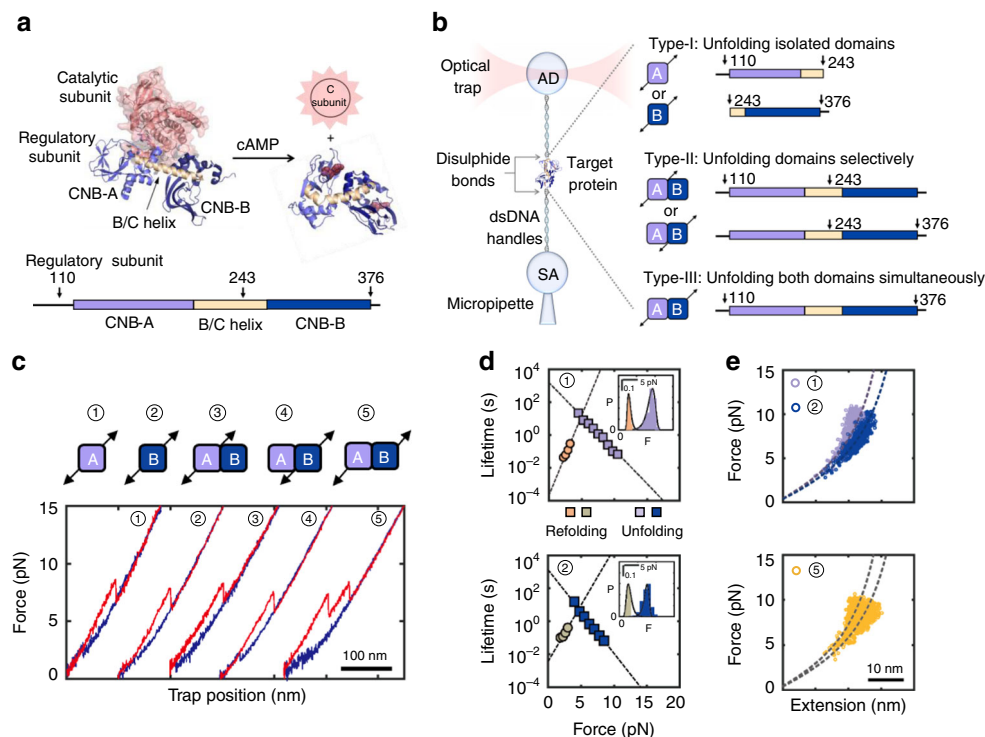 a
Catalytic
subunit
C
subunit
+
Regulatory
subunit
cAMP
CNB-A
CNB-B
B/C helix
Regulatory subunit
110
243
376
CNB-A
B/C helix
CNB-B
b
Optical
trap
AD
Disulphide
bonds
Target
protein
dsDNA
handles
SA
Micropipette
Type-I: Unfolding isolated domains
A
or
B
110
243
243
376
Type-II: Unfolding domains selectively
A B
or
A B
110
243
243
376
Type-III: Unfolding both domains simultaneously
A B
110
376
c
① ② ③ ④ ⑤
A B A B A B A B
① ② ③ ④ ⑤
15
10
5
0
Force (pN)
100 nm
Trap position (nm)
d
Lifetime (s)
10⁴
10²
10⁰
10⁻²
10⁻⁴
①
0.1
5 pN
P
0
F
0 5 10 15 20
Refolding
Unfolding
Lifetime (s)
10⁴
10²
10⁰
10⁻²
10⁻⁴
②
0.1
5 pN
P
0
F
0 5 10 15 20
Force (pN)
e
Force (pN)
15
10
5
0
①
②
Force (pN)
15
10
5
0
⑤
10 nm
Extension (nm)